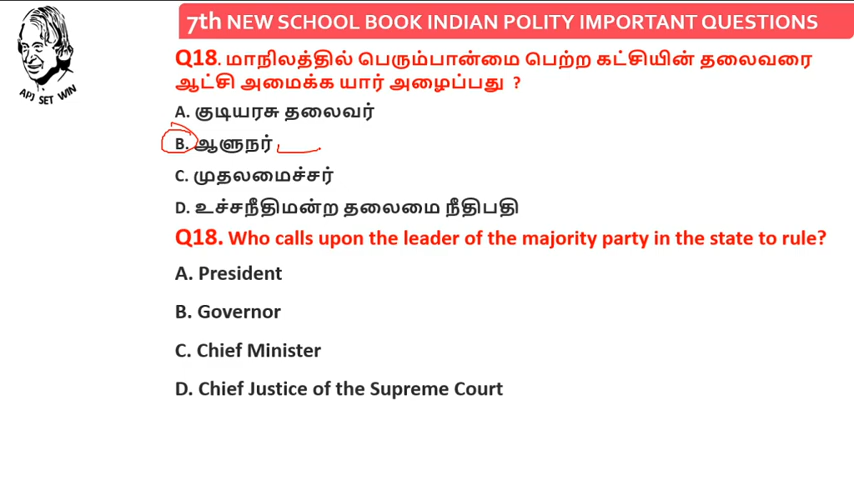 7th NEW SCHOOL BOOK INDIAN POLITY IMPORTANT QUESTIONS
APJ SET WIN
Q18. மாநிலத்தில் பெரும்பான்மை பெற்ற கட்சியின் தலைவரை
ஆட்சி அமைக்க யார் அழைப்பது ?
A. குடியரசு தலைவர்
B. ஆளுநர்
C. முதலமைச்சர்
D. உச்சநீதிமன்ற தலைமை நீதிபதி
Q18. Who calls upon the leader of the majority party in the state to rule?
A. President
B. Governor
C. Chief Minister
D. Chief Justice of the Supreme Court